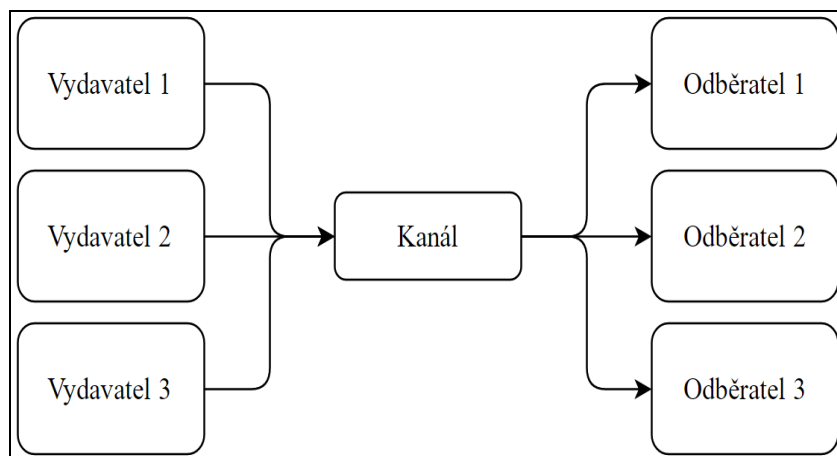 Vydavatel 1
Odběratel 1
Vydavatel 2
Kanál
Odběratel 2
Vydavatel 3
Odběratel 3